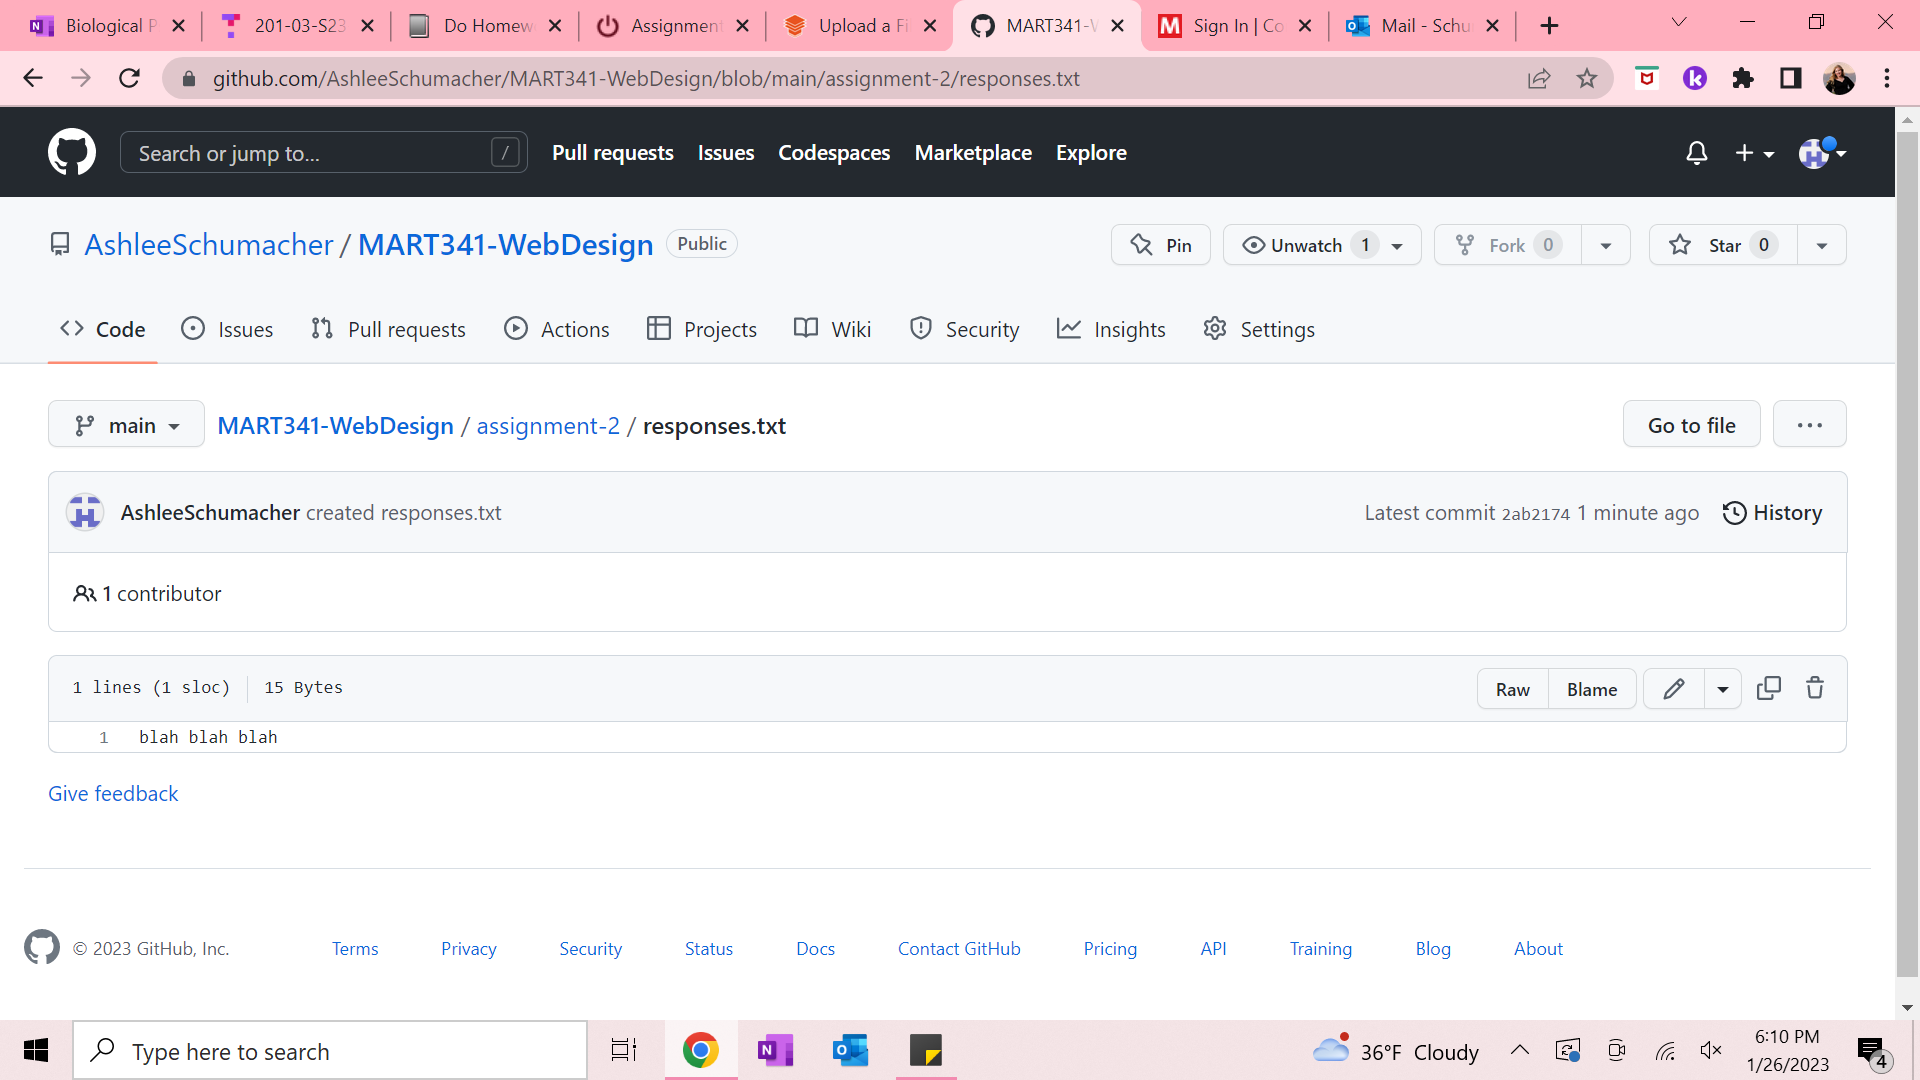 Biological P 201-03-S23 Do Homew Assignment Upload a Fi MART341-W Sign In | Co Mail - Schu
github.com/AshleeSchumacher/MART341-WebDesign/blob/main/assignment-2/responses.txt
Search or jump to... / Pull requests Issues Codespaces Marketplace Explore
AshleeSchumacher / MART341-WebDesign Public Pin Unwatch 1 Fork 0 Star 0
Code Issues Pull requests Actions Projects Wiki Security Insights Settings
main MART341-WebDesign / assignment-2 / responses.txt Go to file ...
AshleeSchumacher created responses.txt Latest commit 2ab2174 1 minute ago History
1 contributor
1 lines (1 sloc) 15 Bytes Raw Blame
1 blah blah blah
Give feedback
© 2023 GitHub, Inc. Terms Privacy Security Status Docs Contact GitHub Pricing API Training Blog About
Type here to search 36°F Cloudy 6:10 PM
1/26/2023 4